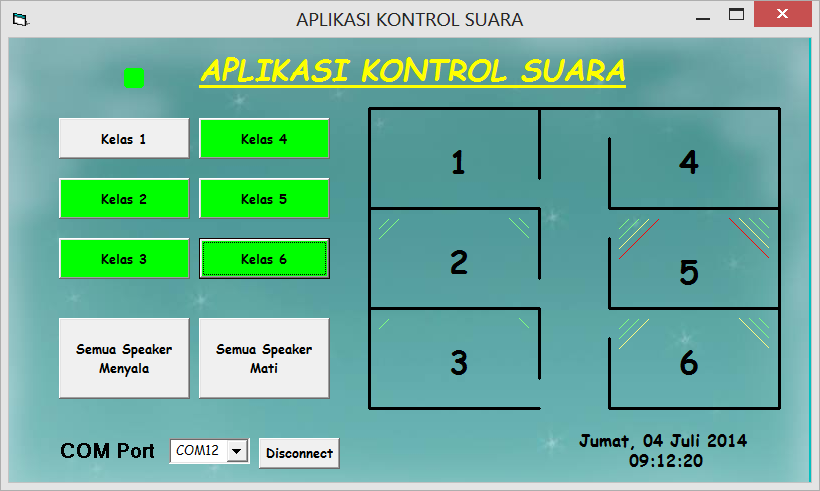 APLIKASI KONTROL SUARA
APLIKASI KONTROL SUARA
Kelas 1
Kelas 4
Kelas 2
Kelas 5
Kelas 3
Kelas 6
Semua Speaker
Menyala
Semua Speaker
Mati
COM Port
COM12
Disconnect
1
4
2
5
3
6
Jumat, 04 Juli 2014
09:12:20